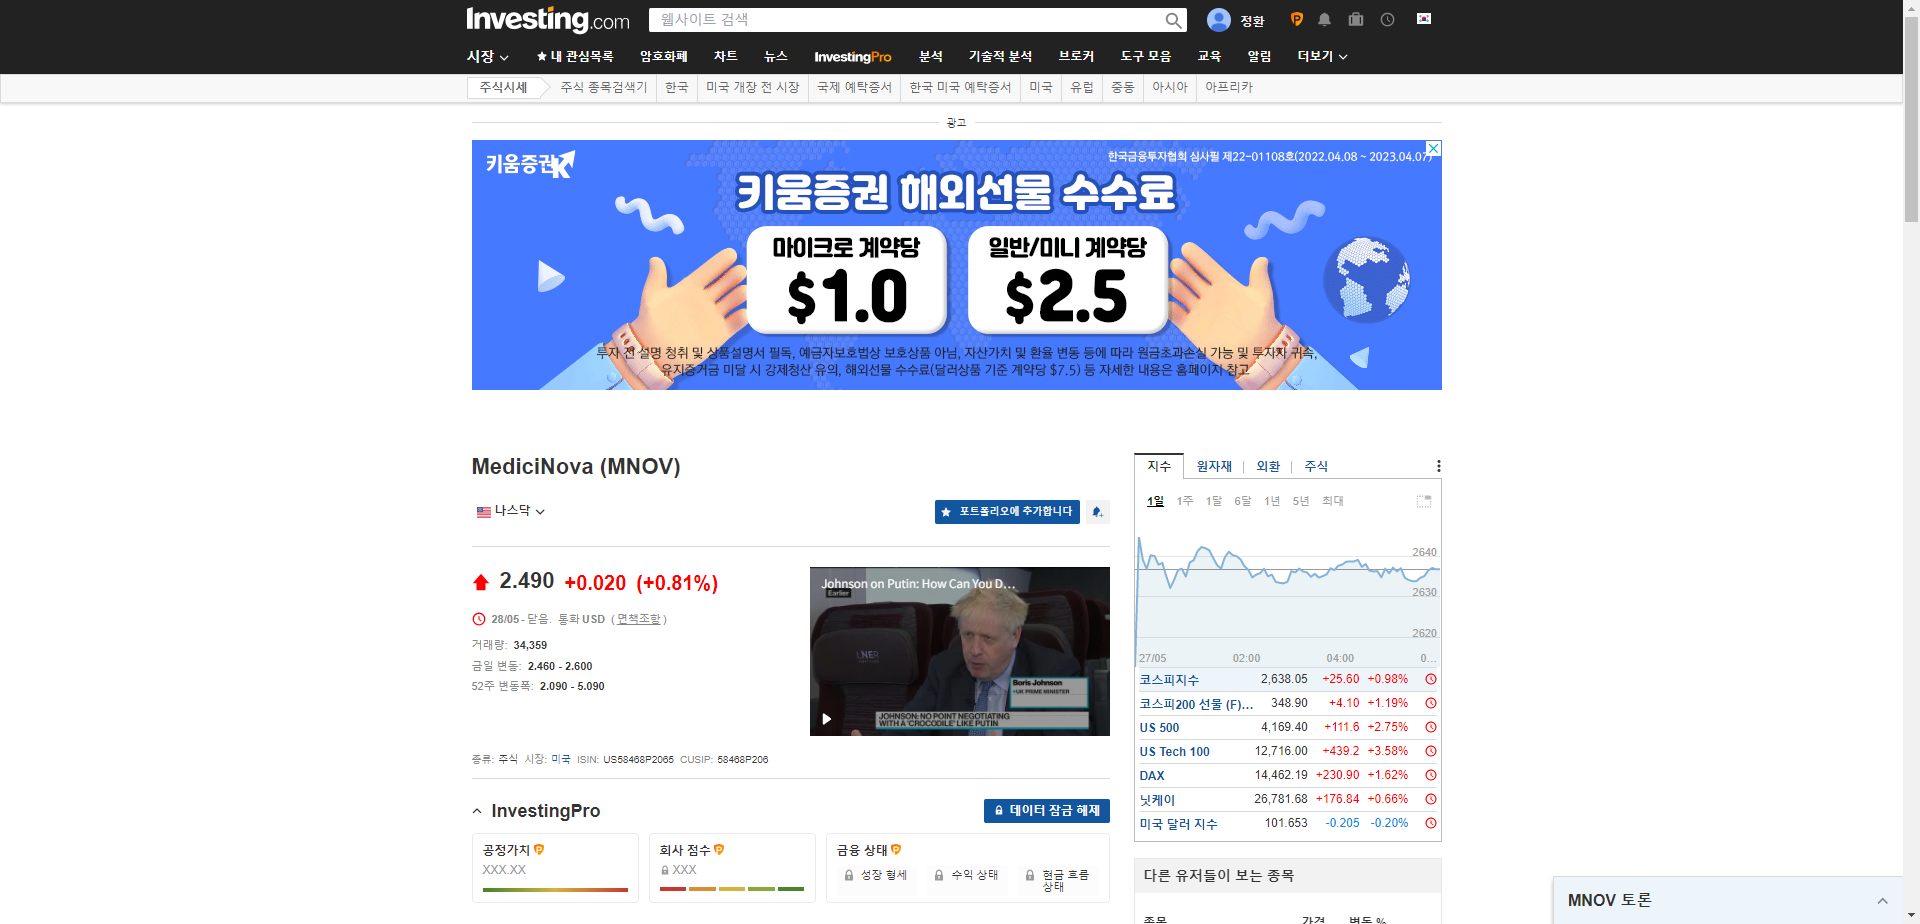 Investing.com
웹사이트 검색
정환
시장
내 관심목록
암호화폐
차트
뉴스
InvestingPro
분석
기술적 분석
브로커
도구 모음
교육
알림
더보기
주식시세
주식 종목검색기
한국
미국 개장 전 시장
국제 예탁증서
한국 미국 예탁증서
미국
유럽
중동
아시아
아프리카
광고
키움증권
한국금융투자협회 심사필 제22-01108호(2022.04.08 ~ 2023.04.07)
키움증권 해외선물 수수료
마이크로 계약당
$1.0
일반/미니 계약당
$2.5
투자 전 설명 청취 및 상품설명서 필독, 예금자보호법상 보호상품 아님, 자산가치 및 환율 변동 등에 따라 원금초과손실 가능 및 투자자 귀속,
유지증거금 미달 시 강제청산 유의, 해외선물 수수료(달러상품 기준 계약당 $7.5) 등 자세한 내용은 홈페이지 참고
MediciNova (MNOV)
나스닥
포트폴리오에 추가합니다
2.490 +0.020 (+0.81%)
28/05 - 닫음. 통화 USD ( 면책조항 )
거래량: 34,359
금일 변동: 2.460 - 2.600
52주 변동폭: 2.090 - 5.090
Johnson on Putin: How Can You D...
Earlier
LNER
Boris Johnson
UK PRIME MINISTER
JOHNSON: NO POINT NEGOTIATING
WITH A 'CROCODILE' LIKE PUTIN
종류: 주식 시장: 미국 ISIN: US58468P2065 CUSIP: 58468P206
InvestingPro
데이터 잠금 해제
공정가치
XXX.XX
회사 점수
XXX
금융 상태
성장 형세
수익 상태
현금 흐름
상태
지수
원자재
외환
주식
1일 1주 1달 6달 1년 5년 최대
2640
2630
2620
27/05 02:00 04:00 0...
코스피지수 2,638.05 +25.60 +0.98%
코스피200 선물 (F)... 348.90 +4.10 +1.19%
US 500 4,169.40 +111.6 +2.75%
US Tech 100 12,716.00 +439.2 +3.58%
DAX 14,462.19 +230.90 +1.62%
닛케이 26,781.68 +176.84 +0.66%
미국 달러 지수 101.653 -0.205 -0.20%
다른 유저들이 보는 종목
종목 가격 변동 %
MNOV 토론